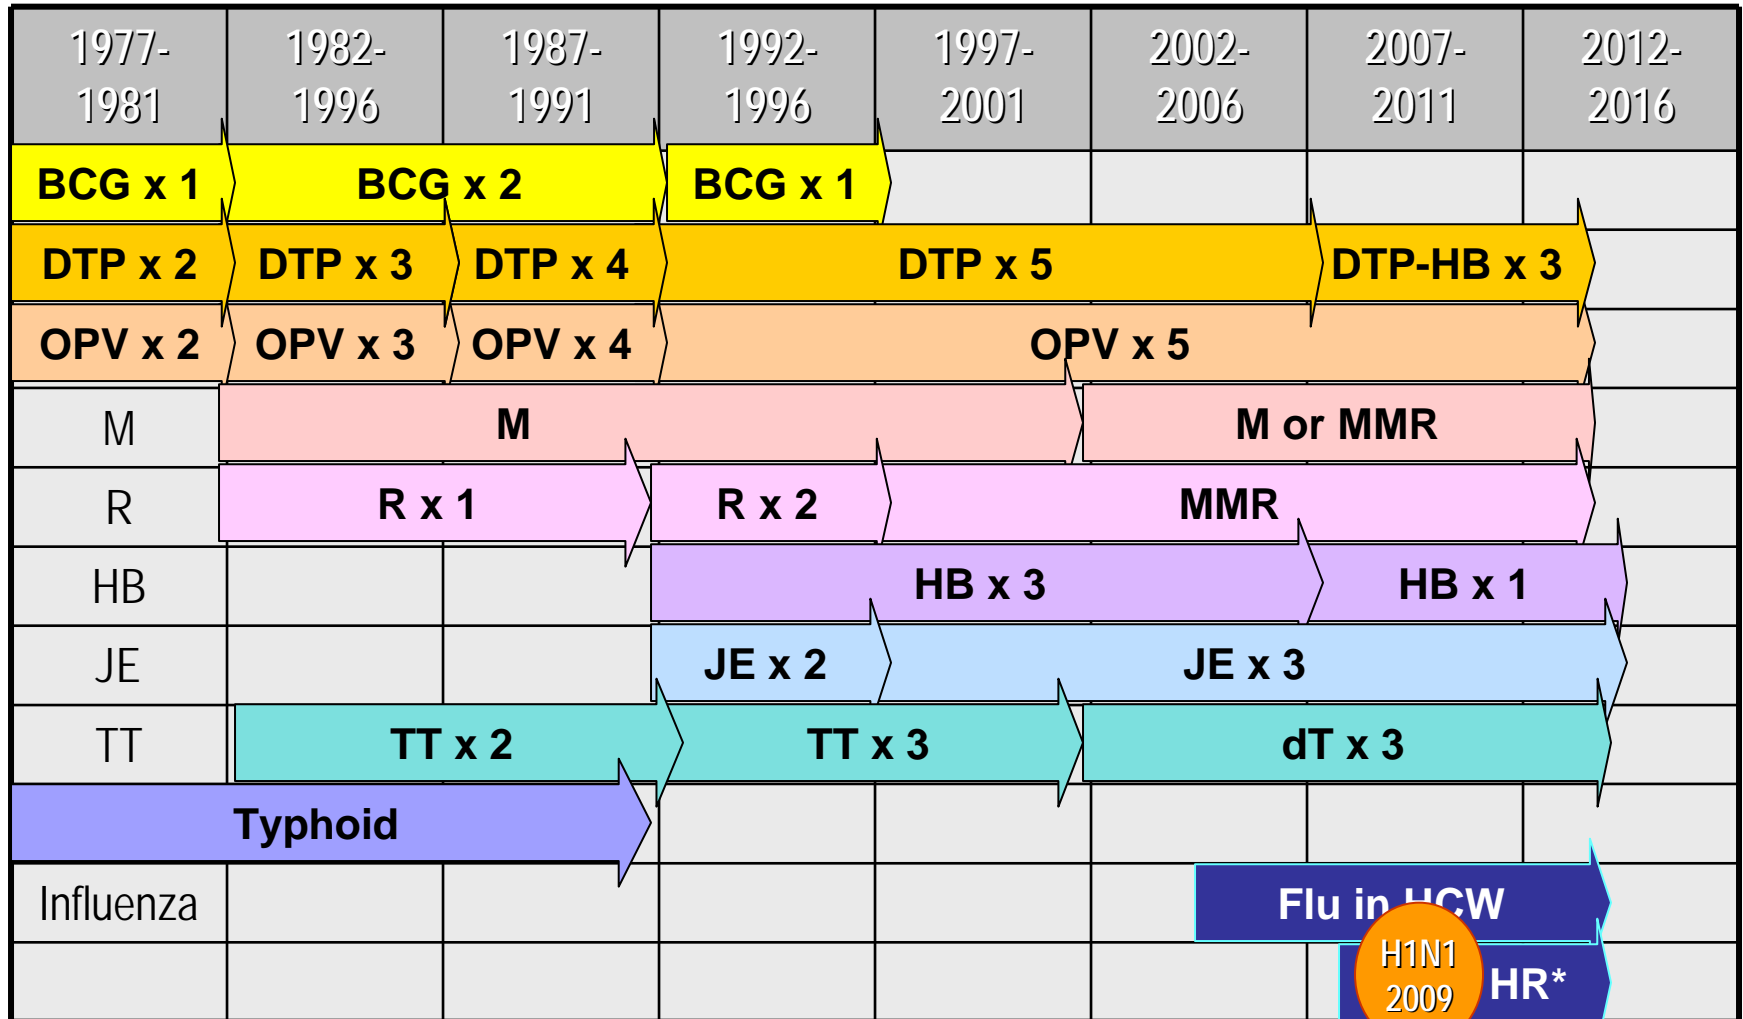 1977-
1981
1982-
1996
1987-
1991
1992-
1996
1997-
2001
2002-
2006
2007-
2011
2012-
2016
BCG x 1
BCG x 2
BCG x 1
DTP x 2
DTP x 3
DTP x 4
DTP x 5
DTP-HB x 3
OPV x 2
OPV x 3
OPV x 4
OPV x 5
M
M
M or MMR
R
R x 1
R x 2
MMR
HB
HB x 3
HB x 1
JE
JE x 2
JE x 3
TT
TT x 2
TT x 3
dT x 3
Typhoid
Influenza
Flu in HCW
H1N1
2009
HR*